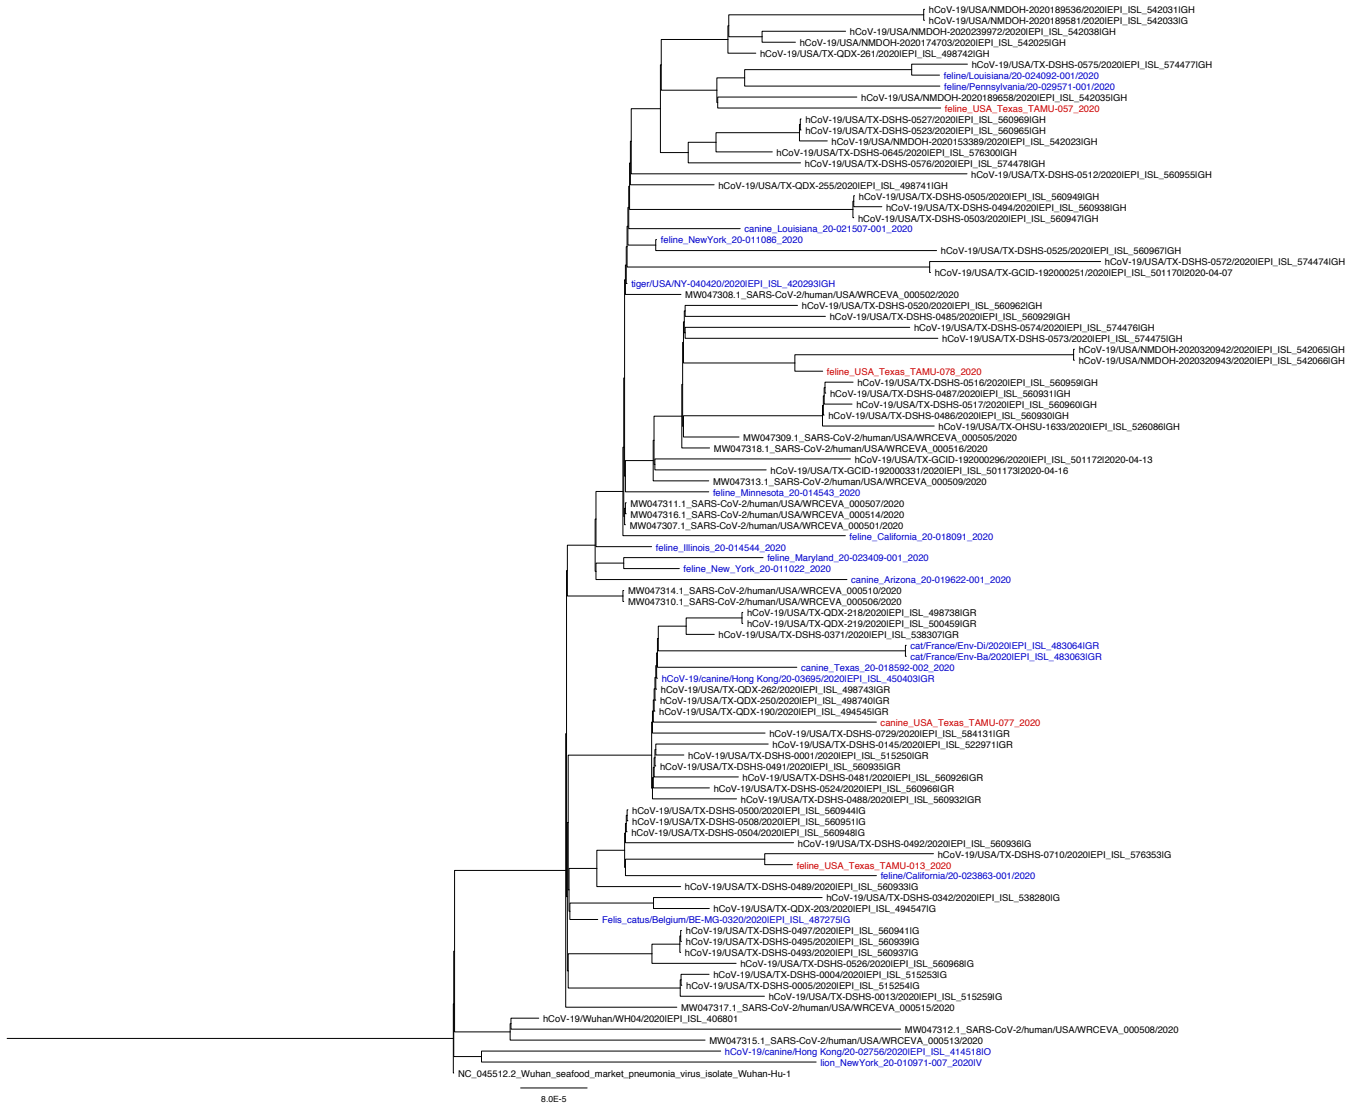 hCoV-19/USA/NMDOH-2020189536/2020|EPI_ISL_542031|GH
hCoV-19/USA/NMDOH-2020189581/2020|EPI_ISL_542033|G
hCoV-19/USA/NMDOH-2020239972/2020|EPI_ISL_542038|GH
hCoV-19/USA/NMDOH-2020174703/2020|EPI_ISL_542025|GH
hCoV-19/USA/TX-QDX-261/2020|EPI_ISL_498742|GH
hCoV-19/USA/TX-DSHS-0575/2020|EPI_ISL_574477|GH
feline/Louisiana/20-024092-001/2020
feline/Pennsylvania/20-029571-001/2020
hCoV-19/USA/NMDOH-2020189658/2020|EPI_ISL_542035|GH
feline_USA_Texas_TAMU-057_2020
hCoV-19/USA/TX-DSHS-0527/2020|EPI_ISL_560969|GH
hCoV-19/USA/TX-DSHS-0523/2020|EPI_ISL_560965|GH
hCoV-19/USA/NMDOH-2020153389/2020|EPI_ISL_542023|GH
hCoV-19/USA/TX-DSHS-0645/2020|EPI_ISL_576300|GH
hCoV-19/USA/TX-DSHS-0576/2020|EPI_ISL_574478|GH
hCoV-19/USA/TX-DSHS-0512/2020|EPI_ISL_560955|GH
hCoV-19/USA/TX-QDX-255/2020|EPI_ISL_498741|GH
hCoV-19/USA/TX-DSHS-0505/2020|EPI_ISL_560949|GH
hCoV-19/USA/TX-DSHS-0494/2020|EPI_ISL_560938|GH
hCoV-19/USA/TX-DSHS-0503/2020|EPI_ISL_560947|GH
canine_Louisiana_20-021507-001_2020
feline_NewYork_20-011086_2020
hCoV-19/USA/TX-DSHS-0525/2020|EPI_ISL_560967|GH
hCoV-19/USA/TX-DSHS-0572/2020|EPI_ISL_574474|GH
hCoV-19/USA/TX-GCID-192000251/2020|EPI_ISL_501170|2020-04-07
tiger/USA/NY-040420/2020|EPI_ISL_420293|GH
MW047308.1_SARS-CoV-2/human/USA/WRCEVA_000502/2020
hCoV-19/USA/TX-DSHS-0520/2020|EPI_ISL_560962|GH
hCoV-19/USA/TX-DSHS-0485/2020|EPI_ISL_560929|GH
hCoV-19/USA/TX-DSHS-0574/2020|EPI_ISL_574476|GH
hCoV-19/USA/TX-DSHS-0573/2020|EPI_ISL_574475|GH
hCoV-19/USA/NMDOH-2020320942/2020|EPI_ISL_542065|GH
hCoV-19/USA/NMDOH-2020320943/2020|EPI_ISL_542066|GH
feline_USA_Texas_TAMU-078_2020
hCoV-19/USA/TX-DSHS-0516/2020|EPI_ISL_560959|GH
hCoV-19/USA/TX-DSHS-0487/2020|EPI_ISL_560931|GH
hCoV-19/USA/TX-DSHS-0517/2020|EPI_ISL_560960|GH
hCoV-19/USA/TX-DSHS-0486/2020|EPI_ISL_560930|GH
hCoV-19/USA/TX-OHSU-1633/2020|EPI_ISL_526086|GH
MW047309.1_SARS-CoV-2/human/USA/WRCEVA_000505/2020
MW047318.1_SARS-CoV-2/human/USA/WRCEVA_000516/2020
hCoV-19/USA/TX-GCID-192000296/2020|EPI_ISL_501172|2020-04-13
hCoV-19/USA/TX-GCID-192000331/2020|EPI_ISL_501173|2020-04-16
MW047313.1_SARS-CoV-2/human/USA/WRCEVA_000509/2020
feline_Minnesota_20-014543_2020
MW047311.1_SARS-CoV-2/human/USA/WRCEVA_000507/2020
MW047316.1_SARS-CoV-2/human/USA/WRCEVA_000514/2020
MW047307.1_SARS-CoV-2/human/USA/WRCEVA_000501/2020
feline_California_20-018091_2020
feline_Illinois_20-014544_2020
feline_Maryland_20-023409-001_2020
feline_New_York_20-011022_2020
canine_Arizona_20-019622-001_2020
MW047314.1_SARS-CoV-2/human/USA/WRCEVA_000510/2020
MW047310.1_SARS-CoV-2/human/USA/WRCEVA_000506/2020
hCoV-19/USA/TX-QDX-218/2020|EPI_ISL_498738|GR
hCoV-19/USA/TX-QDX-219/2020|EPI_ISL_500459|GR
hCoV-19/USA/TX-DSHS-0371/2020|EPI_ISL_538307|GR
cat/France/Env-Di/2020|EPI_ISL_483064|GR
cat/France/Env-Ba/2020|EPI_ISL_483063|GR
canine_Texas_20-018592-002_2020
hCoV-19/canine/Hong Kong/20-03695/2020|EPI_ISL_450403|GR
hCoV-19/USA/TX-QDX-262/2020|EPI_ISL_498743|GR
hCoV-19/USA/TX-QDX-250/2020|EPI_ISL_498740|GR
hCoV-19/USA/TX-QDX-190/2020|EPI_ISL_494545|GR
canine_USA_Texas_TAMU-077_2020
hCoV-19/USA/TX-DSHS-0729/2020|EPI_ISL_584131|GR
hCoV-19/USA/TX-DSHS-0145/2020|EPI_ISL_522971|GR
hCoV-19/USA/TX-DSHS-0001/2020|EPI_ISL_515250|GR
hCoV-19/USA/TX-DSHS-0491/2020|EPI_ISL_560935|GR
hCoV-19/USA/TX-DSHS-0481/2020|EPI_ISL_560926|GR
hCoV-19/USA/TX-DSHS-0524/2020|EPI_ISL_560966|GR
hCoV-19/USA/TX-DSHS-0488/2020|EPI_ISL_560932|GR
hCoV-19/USA/TX-DSHS-0500/2020|EPI_ISL_560944|G
hCoV-19/USA/TX-DSHS-0508/2020|EPI_ISL_560951|G
hCoV-19/USA/TX-DSHS-0504/2020|EPI_ISL_560948|G
hCoV-19/USA/TX-DSHS-0492/2020|EPI_ISL_560936|G
hCoV-19/USA/TX-DSHS-0710/2020|EPI_ISL_576353|G
feline_USA_Texas_TAMU-013_2020
feline/California/20-023863-001/2020
hCoV-19/USA/TX-DSHS-0489/2020|EPI_ISL_560933|G
hCoV-19/USA/TX-DSHS-0342/2020|EPI_ISL_538280|G
hCoV-19/USA/TX-QDX-203/2020|EPI_ISL_494547|G
Felis_catus/Belgium/BE-MG-0320/2020|EPI_ISL_487275|G
hCoV-19/USA/TX-DSHS-0497/2020|EPI_ISL_560941|G
hCoV-19/USA/TX-DSHS-0495/2020|EPI_ISL_560939|G
hCoV-19/USA/TX-DSHS-0493/2020|EPI_ISL_560937|G
hCoV-19/USA/TX-DSHS-0526/2020|EPI_ISL_560968|G
hCoV-19/USA/TX-DSHS-0004/2020|EPI_ISL_515253|G
hCoV-19/USA/TX-DSHS-0005/2020|EPI_ISL_515254|G
hCoV-19/USA/TX-DSHS-0013/2020|EPI_ISL_515259|G
MW047317.1_SARS-CoV-2/human/USA/WRCEVA_000515/2020
hCoV-19/Wuhan/WH04/2020|EPI_ISL_406801
MW047312.1_SARS-CoV-2/human/USA/WRCEVA_000508/2020
MW047315.1_SARS-CoV-2/human/USA/WRCEVA_000513/2020
hCoV-19/canine/Hong Kong/20-02756/2020|EPI_ISL_414518|O
lion_NewYork_20-010971-007_2020|V
NC_045512.2_Wuhan_seafood_market_pneumonia_virus_isolate_Wuhan-Hu-1
8.0E-5